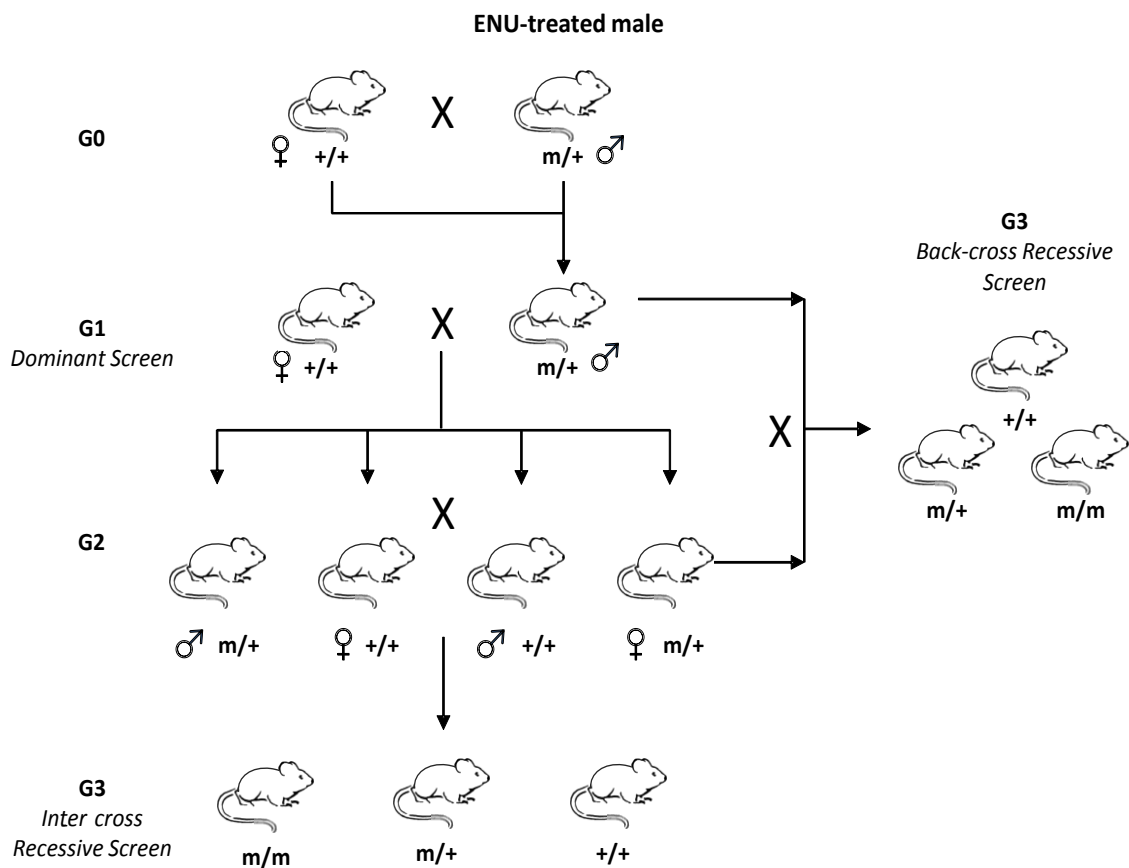 ENU-treated male
X
G0
♀ +/+
m/+ ♂
G3
Back-cross Recessive
Screen
G1
Dominant Screen
X
♀ +/+
m/+ ♂
X
+/+
m/+
m/m
X
G2
♂ m/+
♀ +/+
♂ +/+
♀ m/+
G3
Inter cross
Recessive Screen
m/m
m/+
+/+